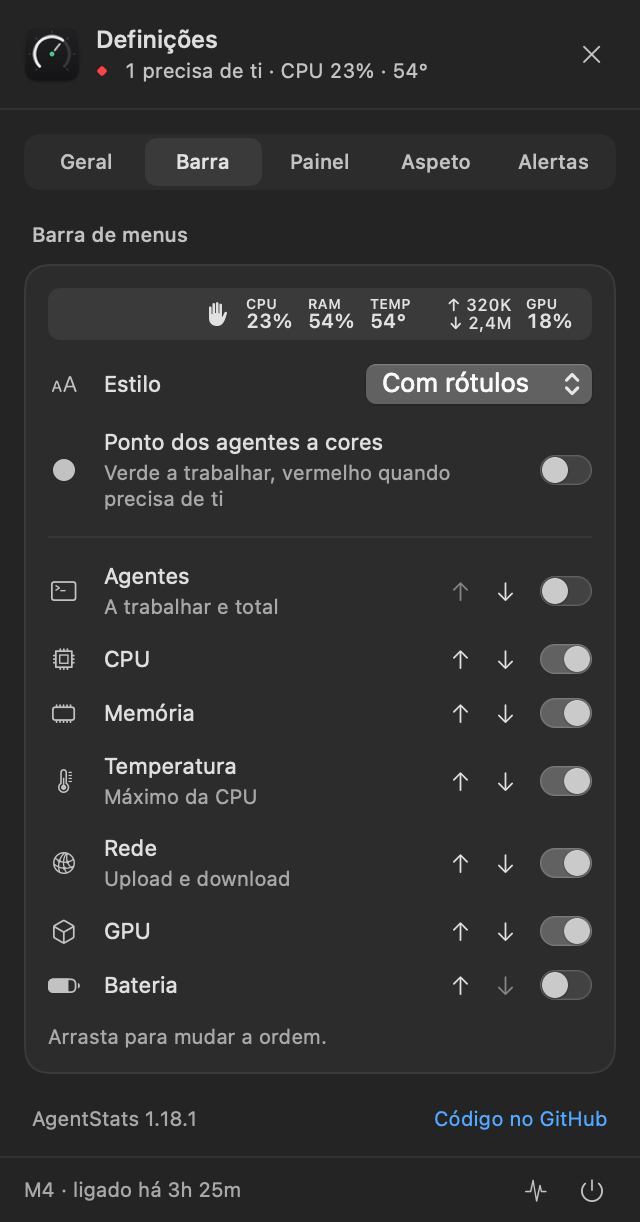 Definições
1 precisa de ti · CPU 23% · 54°
Geral
Barra
Painel
Aspeto
Alertas
Barra de menus
CPU RAM TEMP ↑ 320K GPU
23% 54% 54° ↓ 2,4M 18%
AA Estilo Com rótulos
Ponto dos agentes a cores
Verde a trabalhar, vermelho quando
precisa de ti
Agentes
A trabalhar e total
CPU
Memória
Temperatura
Máximo da CPU
Rede
Upload e download
GPU
Bateria
Arrasta para mudar a ordem.
AgentStats 1.18.1
Código no GitHub
M4 · ligado há 3h 25m